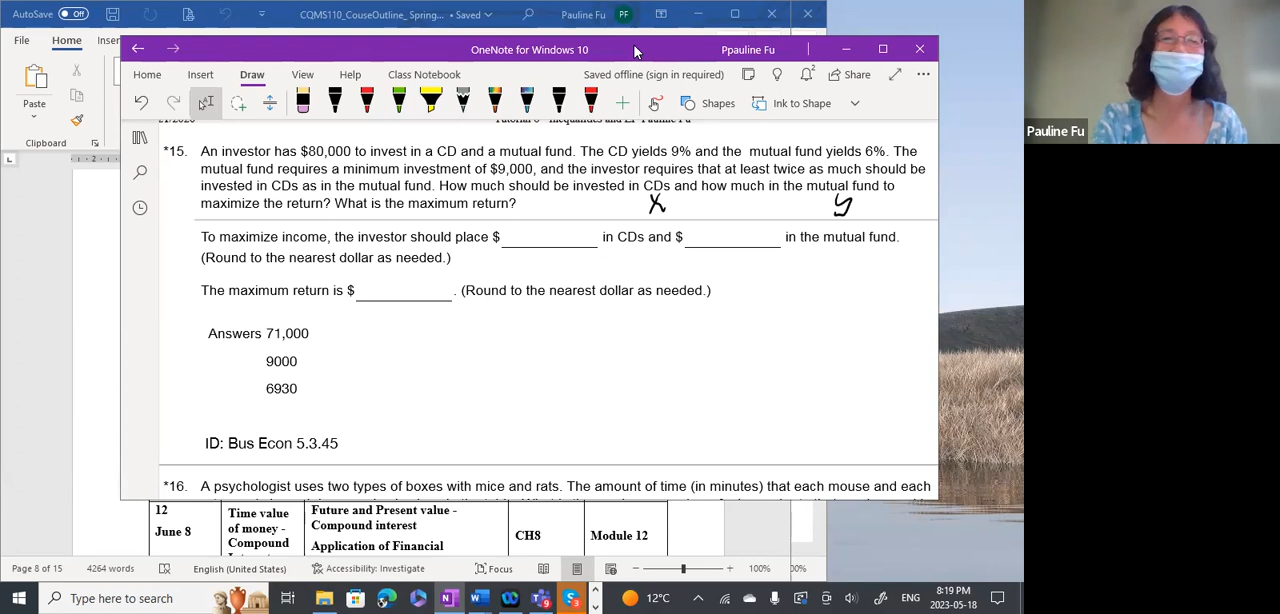 AutoSave Off CQMS110_CouseOutline_ Spring... • Saved Pauline Fu PF
File Home Inser
Paste
Clipboard
OneNote for Windows 10 Ppauline Fu
Home Insert Draw View Help Class Notebook Saved offline (sign in required) Share
Shapes Ink to Shape
Pauline Fu
*15. An investor has $80,000 to invest in a CD and a mutual fund. The CD yields 9% and the mutual fund yields 6%. The
mutual fund requires a minimum investment of $9,000, and the investor requires that at least twice as much should be
invested in CDs as in the mutual fund. How much should be invested in CDs and how much in the mutual fund to
maximize the return? What is the maximum return?
x y
To maximize income, the investor should place $ in CDs and $ in the mutual fund.
(Round to the nearest dollar as needed.)
The maximum return is $ . (Round to the nearest dollar as needed.)
Answers 71,000
9000
6930
ID: Bus Econ 5.3.45
*16. A psychologist uses two types of boxes with mice and rats. The amount of time (in minutes) that each mouse and each
12
June 8
Time value
of money -
Compound
Future and Present value -
Compound interest
Application of Financial
CH8
Module 12
Page 8 of 15 4264 words English (United States) Accessibility: Investigate Focus 100% 00%
Type here to search 12°C ENG 8:19 PM
2023-05-18